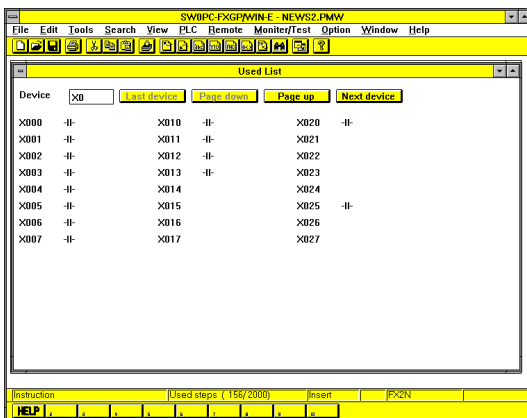 SW0PC-FXGP/WIN-E - NEWS2.PMW
File Edit Tools Search View PLC Remote Moniter/Test Option Window Help
Used List
Device X0 Last device Page down Page up Next device
X000 -II- X010 -II- X020 -II-
X001 -II- X011 -II- X021
X002 -II- X012 -II- X022
X003 -II- X013 -II- X023
X004 -II- X014 X024
X005 -II- X015 X025 -II-
X006 -II- X016 X026
X007 -II- X017 X027
Instruction Used steps ( 156/2000) Insert FX2N
HELP